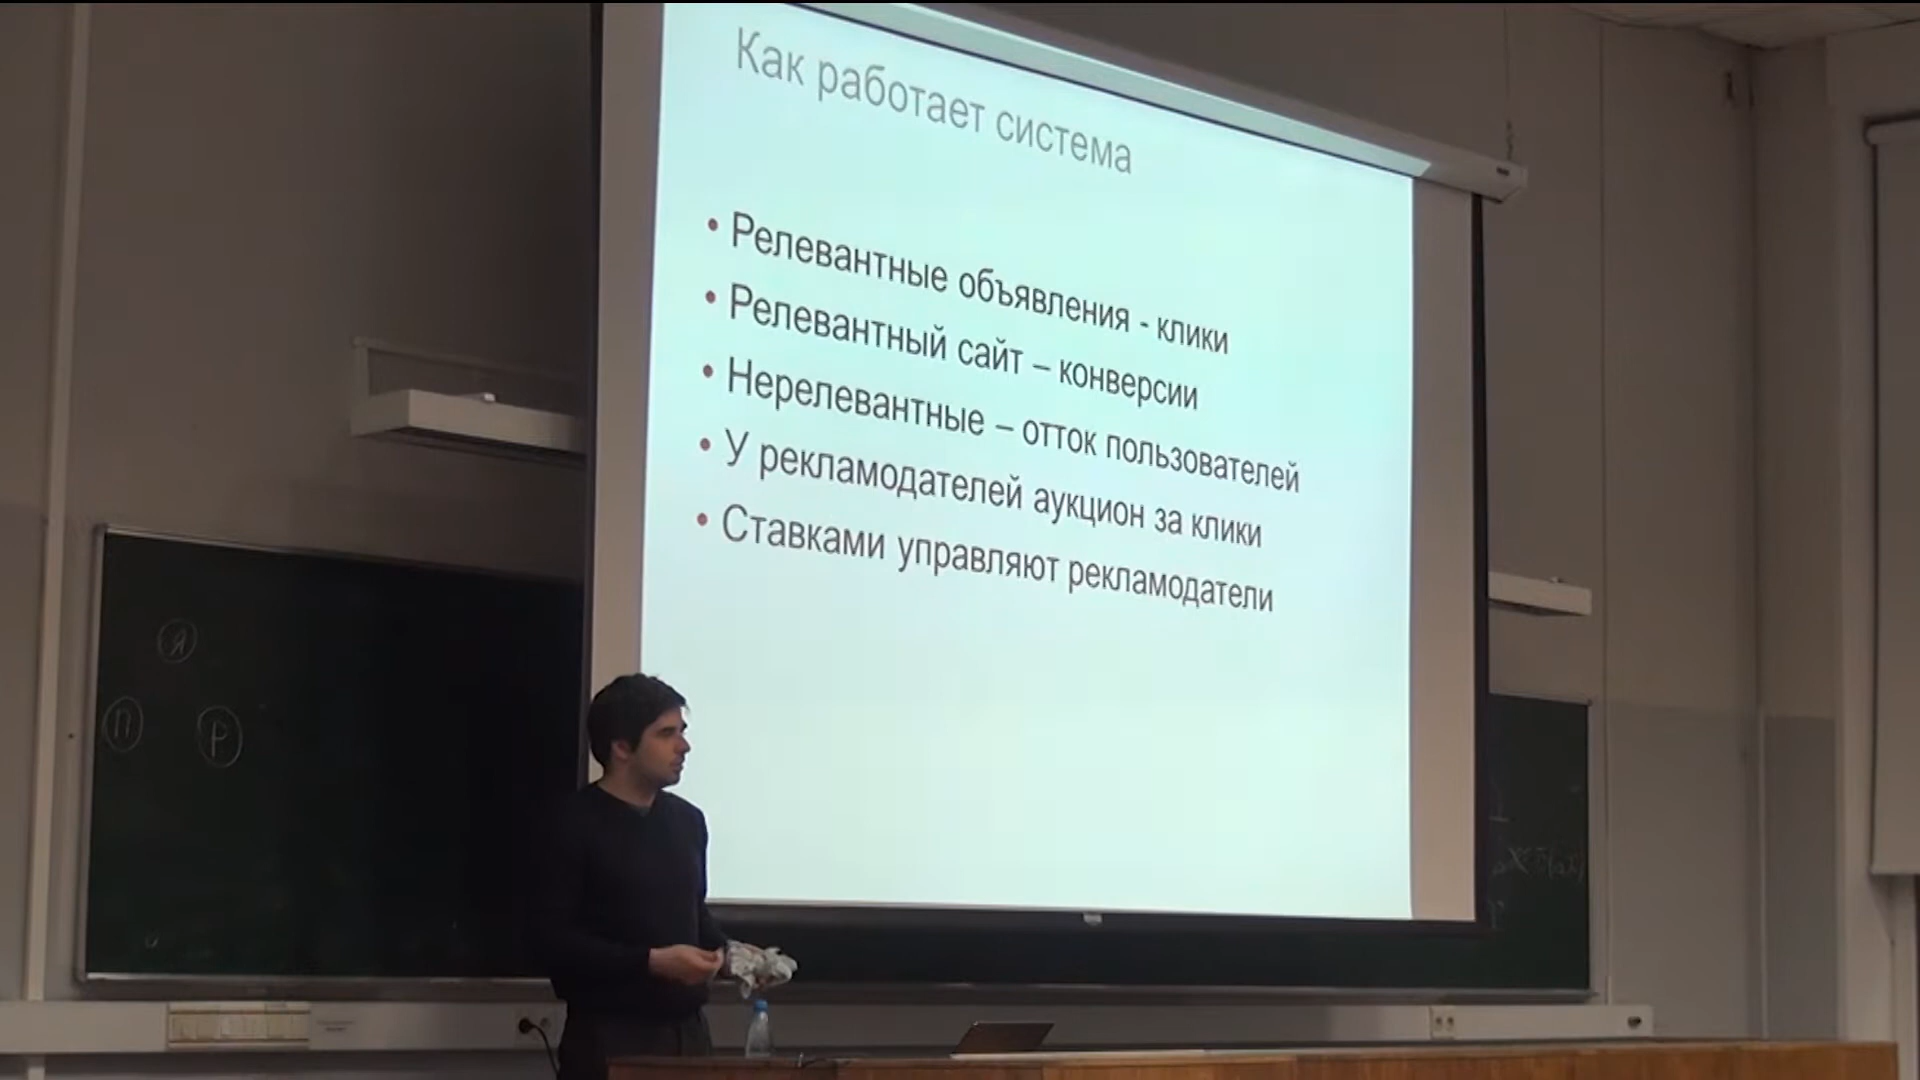 Как работает система
• Релевантные объявления - клики
• Релевантный сайт – конверсии
• Нерелевантные – отток пользователей
• У рекламодателей аукцион за клики
• Ставками управляют рекламодатели
Я
П
Р